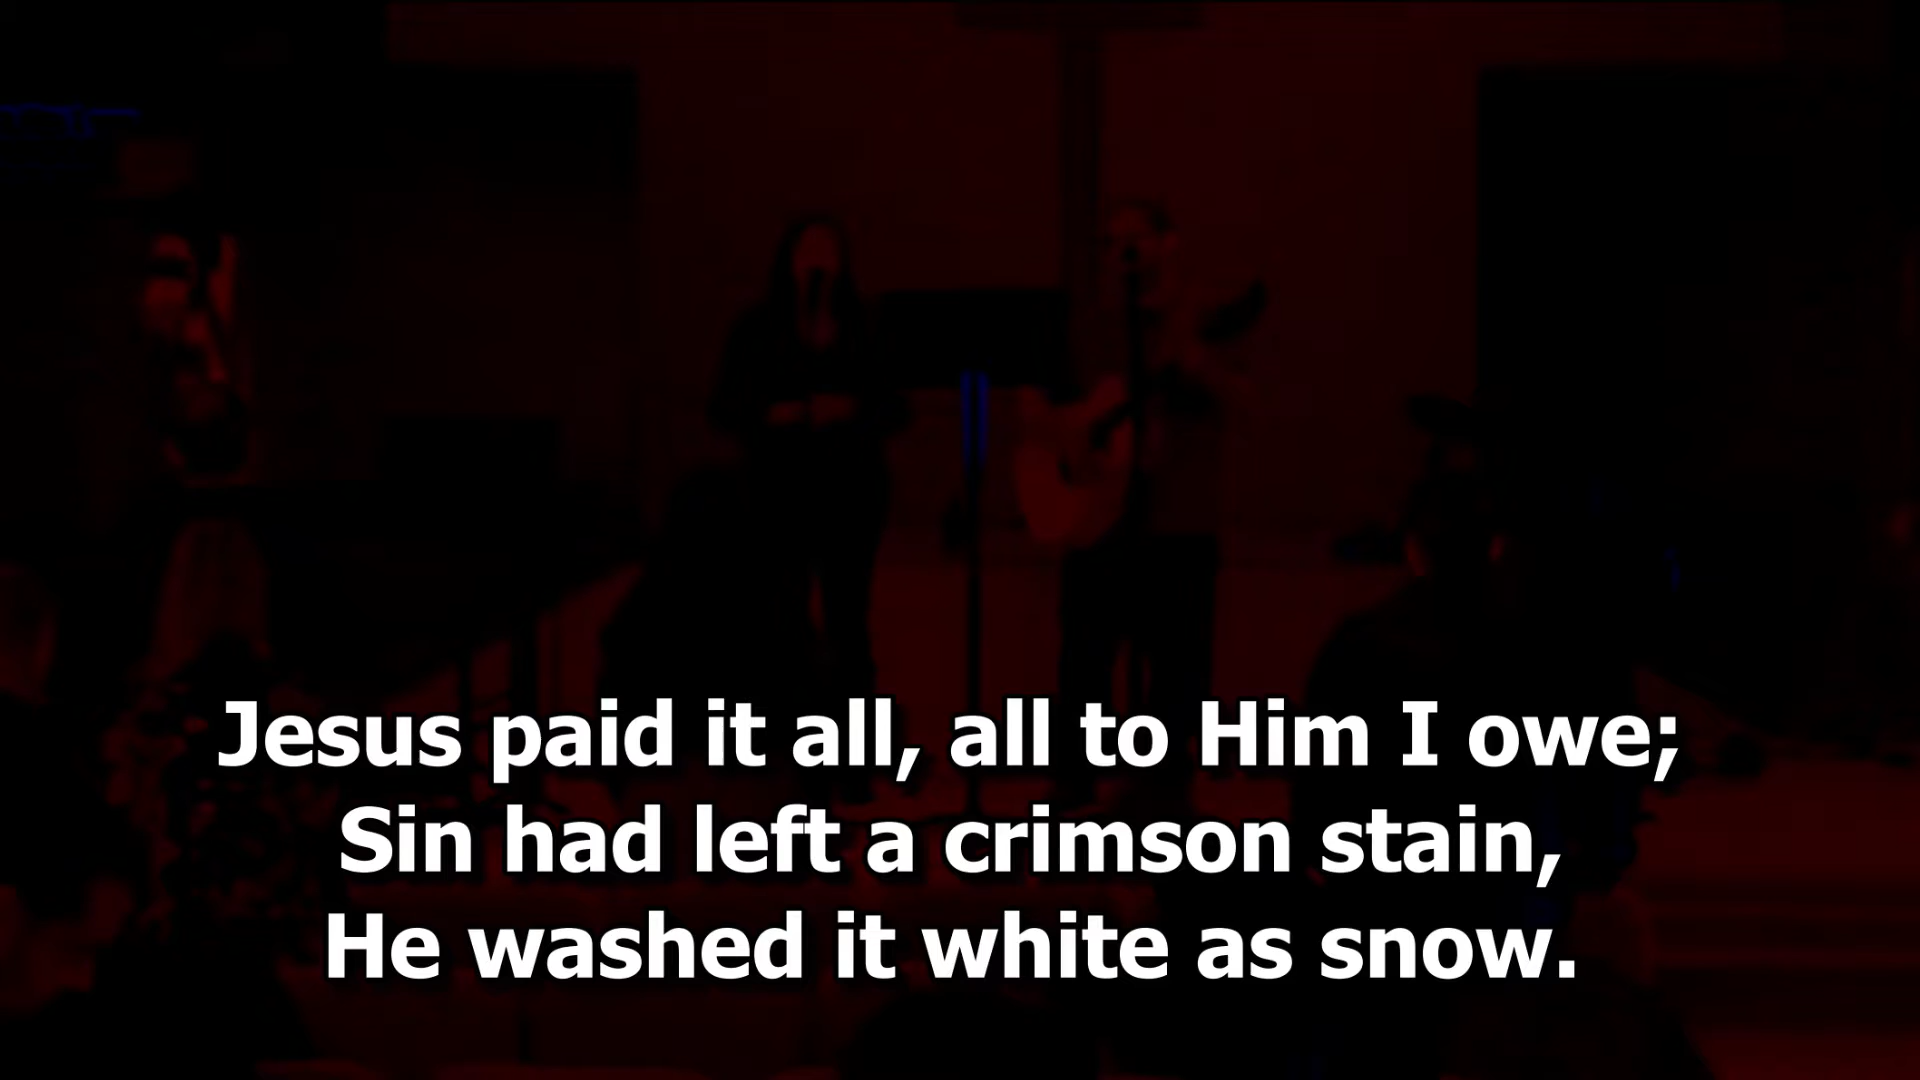 Jesus paid it all, all to Him I owe;
Sin had left a crimson stain,
He washed it white as snow.